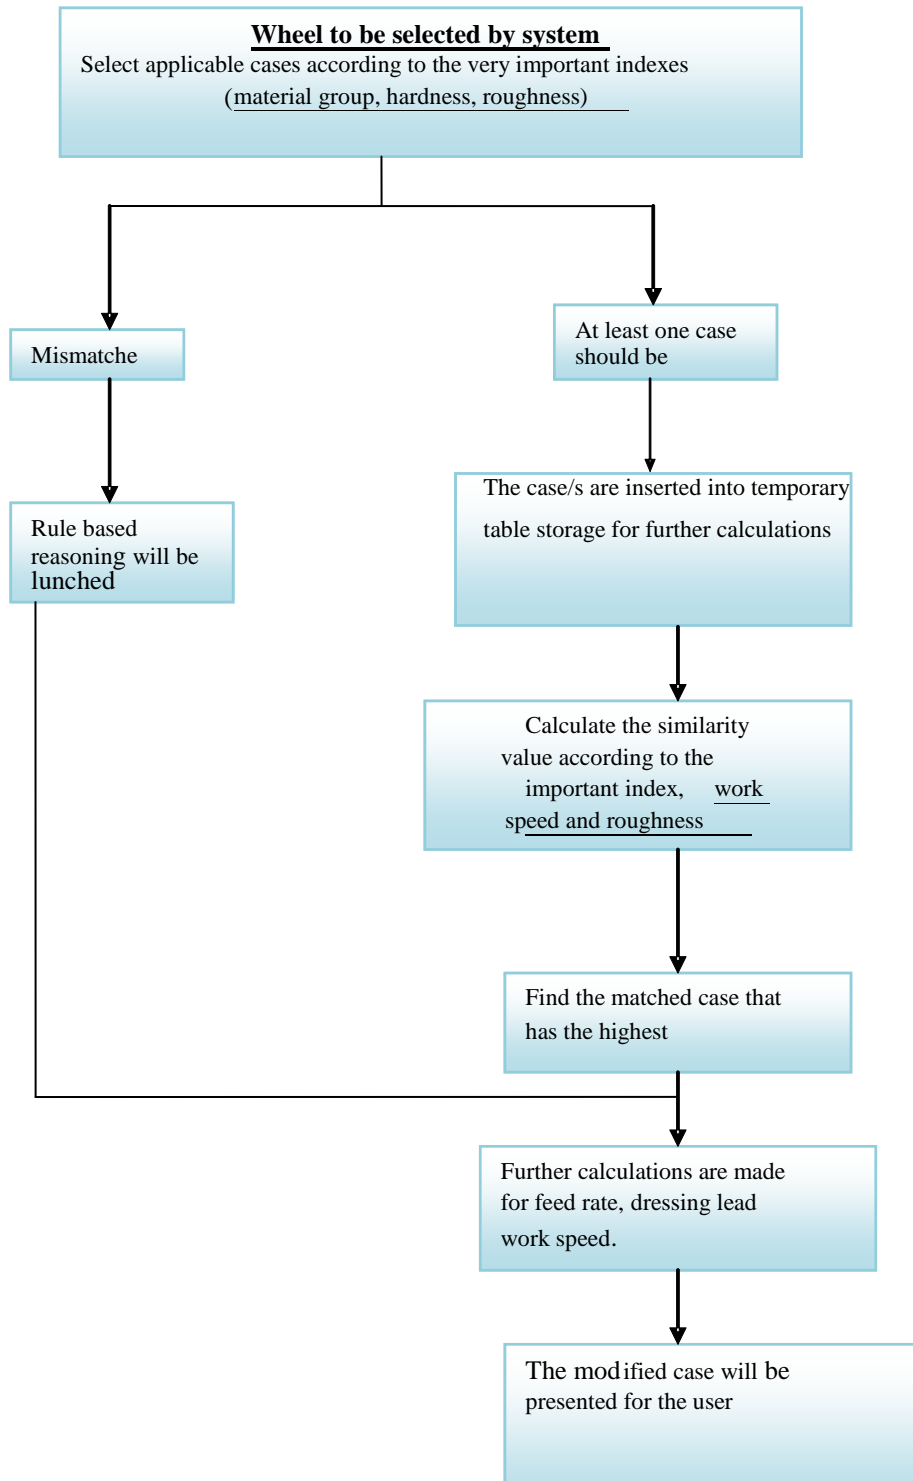 Wheel to be selected by system
Select applicable cases according to the very important indexes
(material group, hardness, roughness)
Mismatche
At least one case
should be
Rule based
reasoning will be
lunched
The case/s are inserted into temporary
table storage for further calculations
Calculate the similarity
value according to the
important index, work
speed and roughness
Find the matched case that
has the highest
Further calculations are made
for feed rate, dressing lead
work speed.
The modified case will be
presented for the user